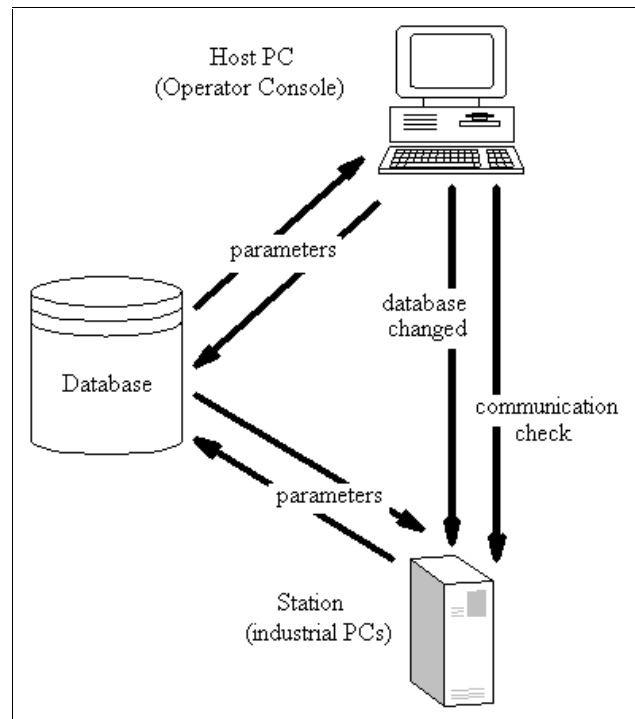 Host PC
(Operator Console)
parameters
database
changed
Database
communication
check
parameters
Station
(industrial PCs)